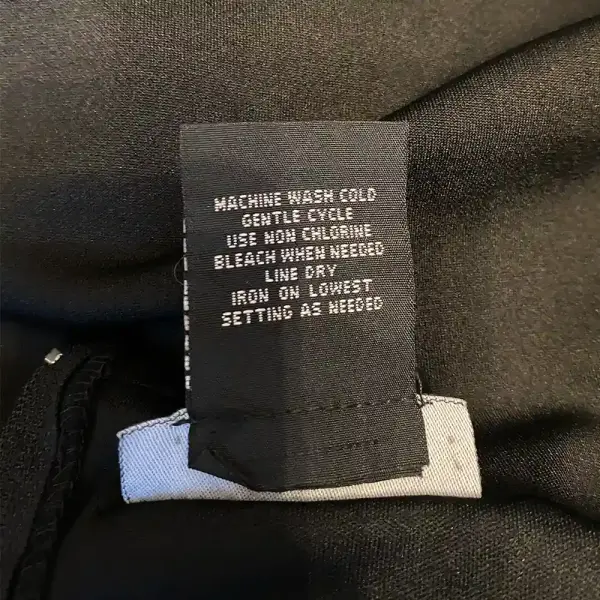 MACHINE WASH COLD
GENTLE CYCLE
USE NON CHLORINE
BLEACH WHEN NEEDED
LINE DRY
IRON ON LOWEST
SETTING AS NEEDED